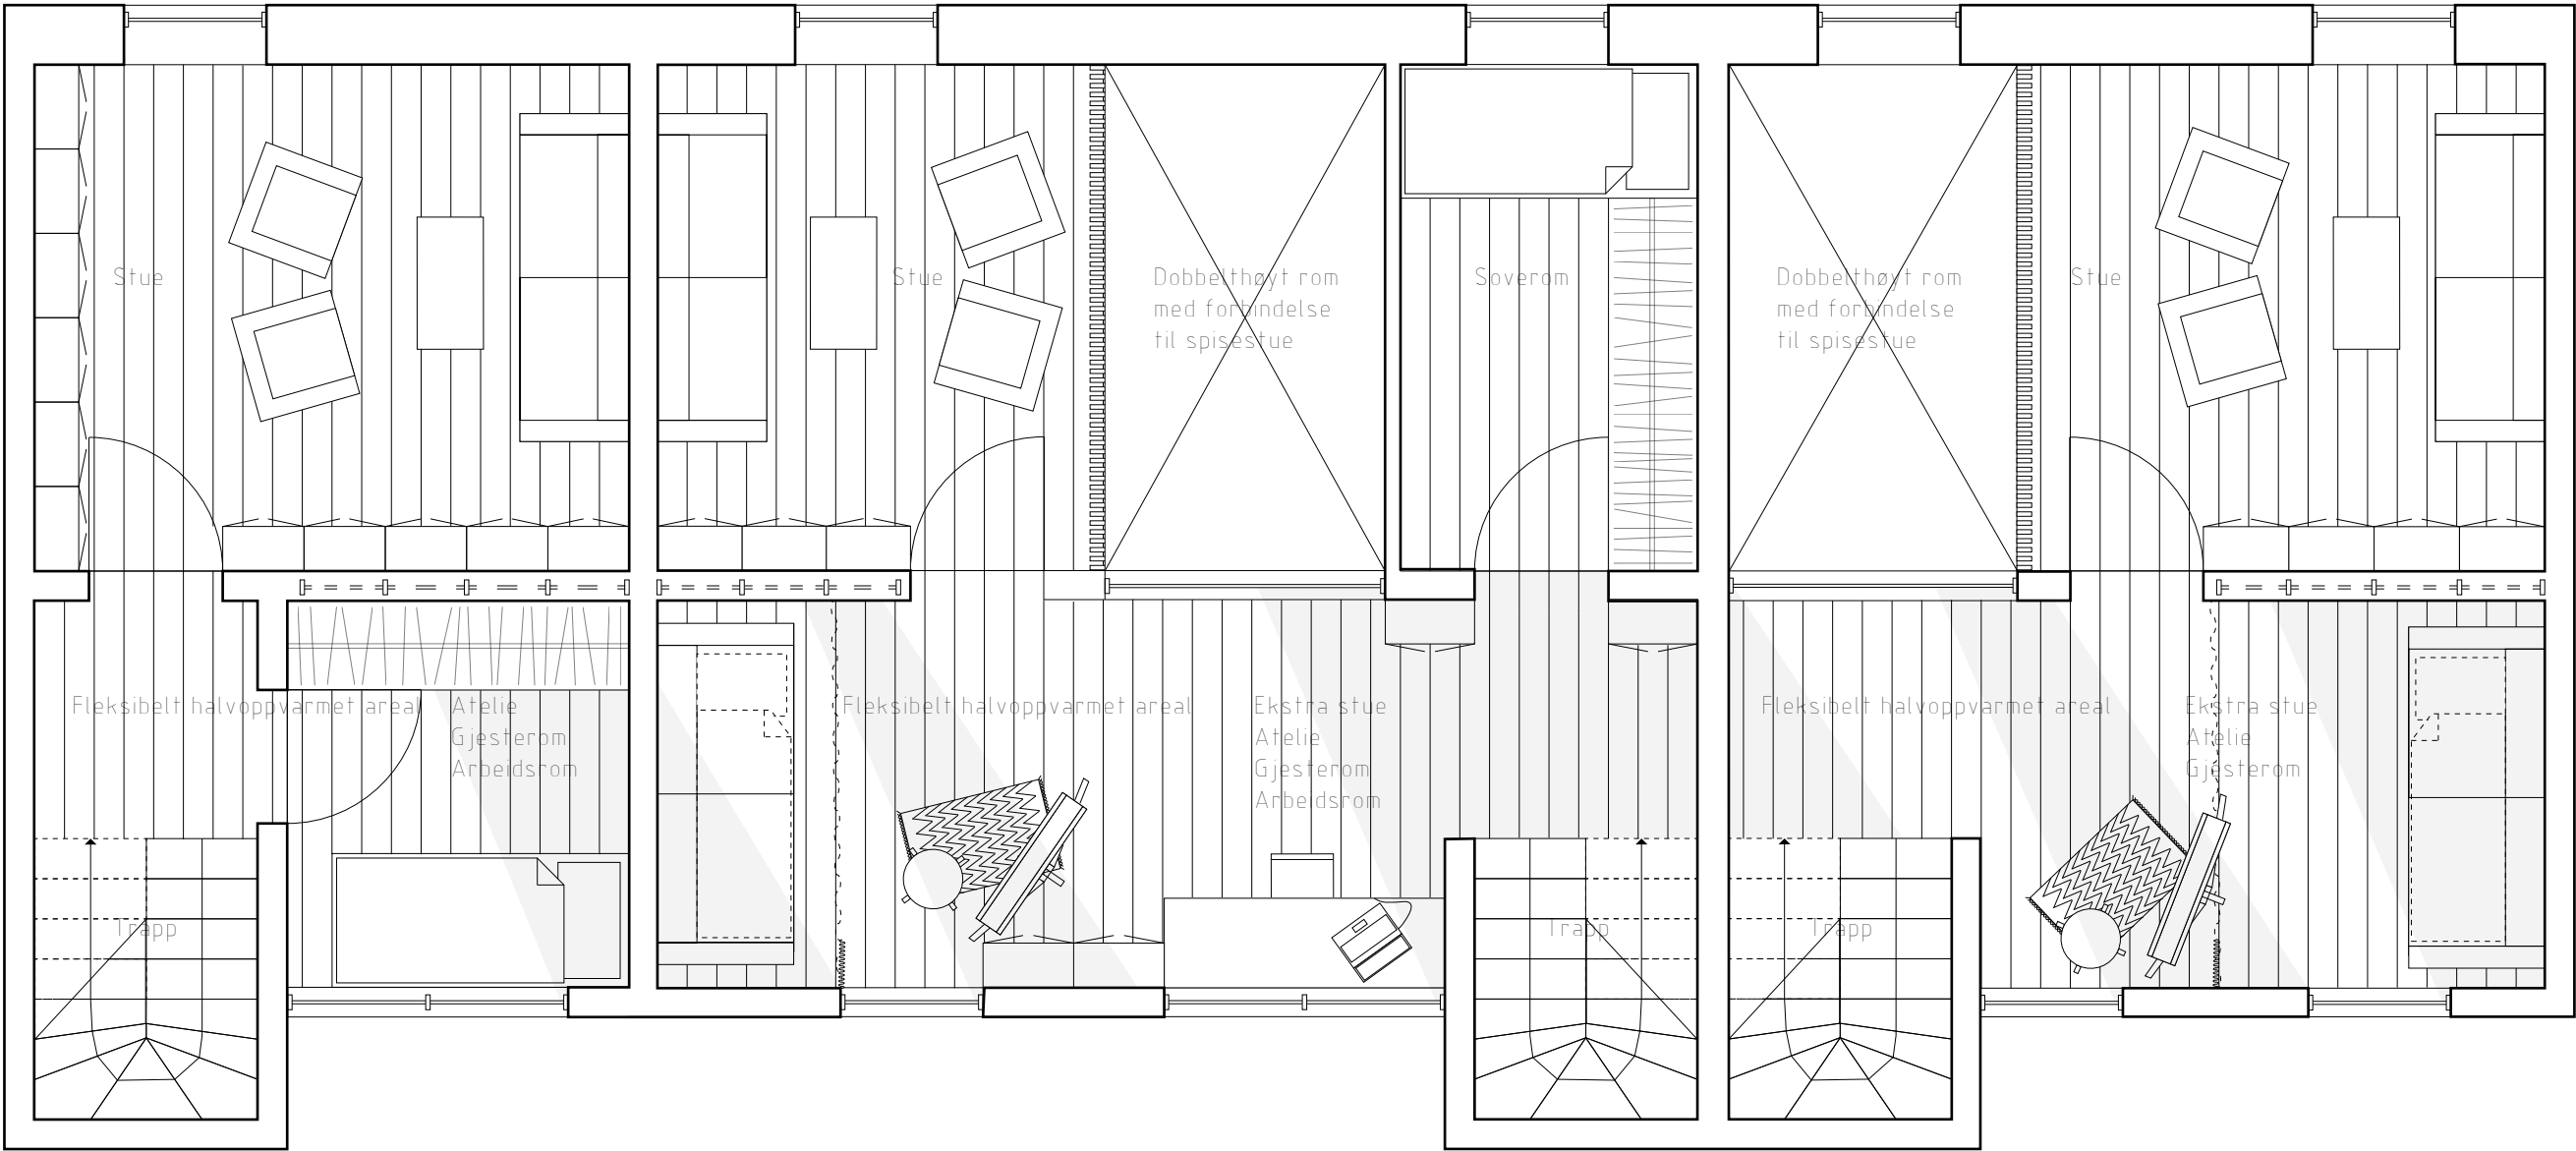 Stue
Stue
Dobbelthøyt rom
med forbindelse
til spisestue
Soverom
Dobbelthøyt rom
med forbindelse
til spisestue
Stue
Fleksibelt halvoppvarmet areal
Atelie
Gjesterom
Arbeidsrom
Fleksibelt halvoppvarmet areal
Ekstra stue
Atelie
Gjesterom
Arbeidsrom
Fleksibelt halvoppvarmet areal
Ekstra stue
Atelie
Gjesterom
Trapp
Trapp
Trapp